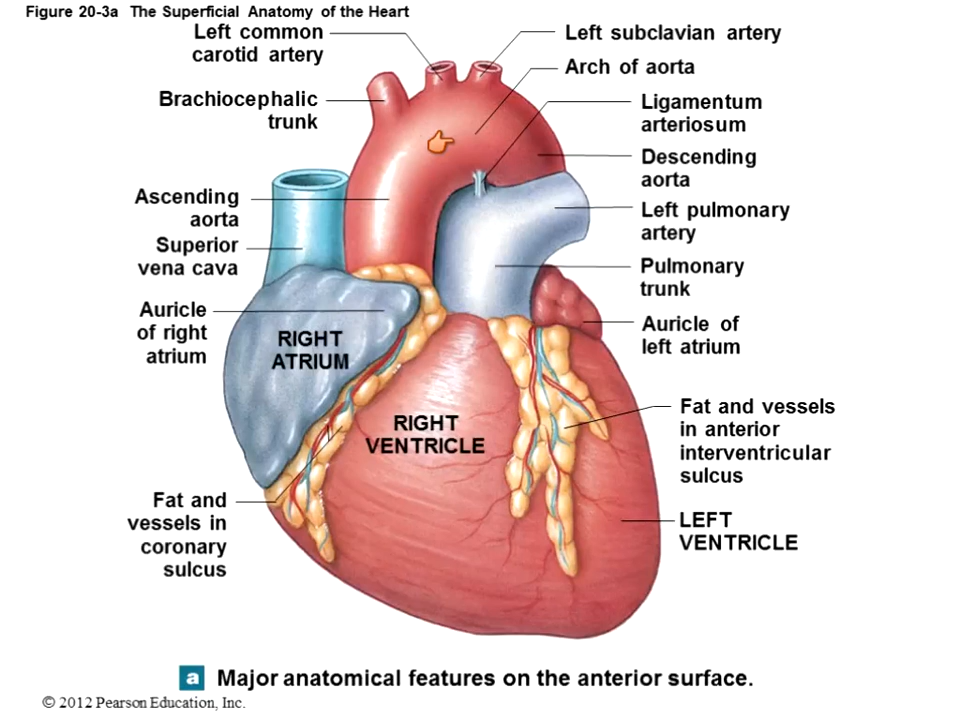 Figure 20-3a The Superficial Anatomy of the Heart
Left common
carotid artery
Left subclavian artery
Arch of aorta
Brachiocephalic
trunk
Ligamentum
arteriosum
Descending
aorta
Ascending
aorta
Left pulmonary
artery
Superior
vena cava
Pulmonary
trunk
Auricle
of right
atrium
RIGHT
ATRIUM
Auricle of
left atrium
RIGHT
VENTRICLE
Fat and vessels
in anterior
interventricular
sulcus
Fat and
vessels in
coronary
sulcus
LEFT
VENTRICLE
a Major anatomical features on the anterior surface.
© 2012 Pearson Education, Inc.